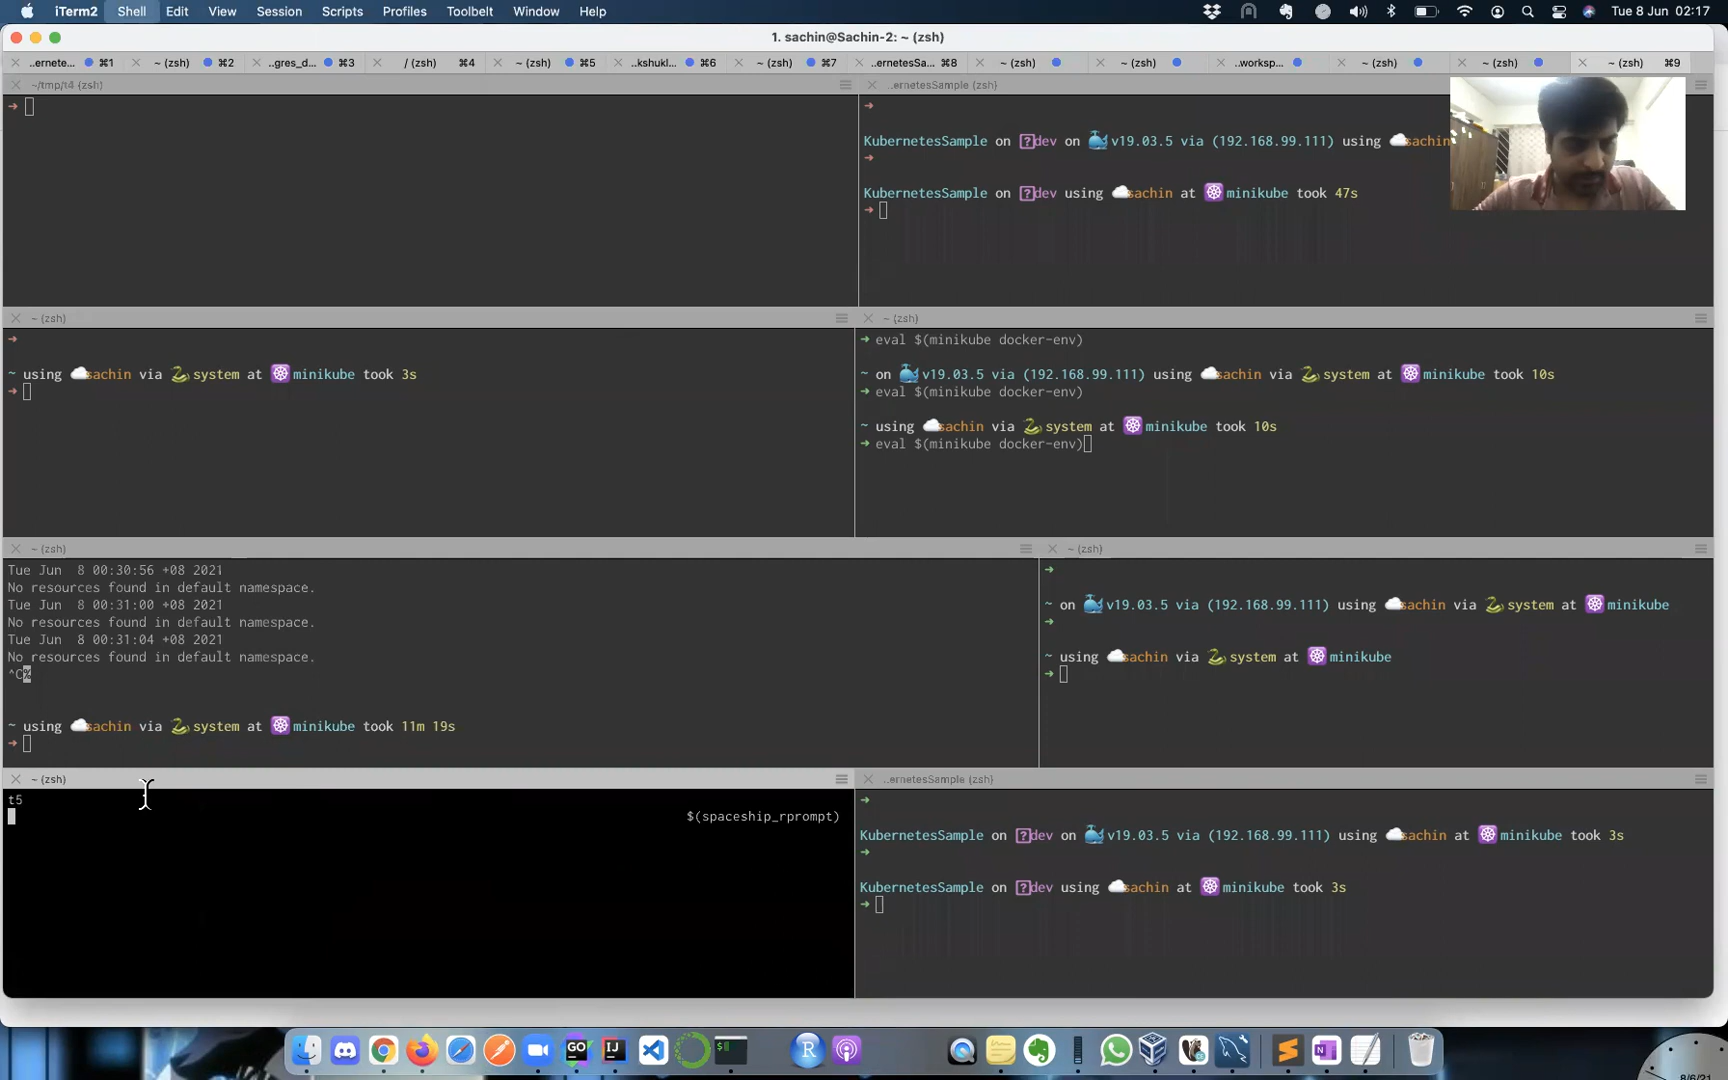 iTerm2 Shell Edit View Session Scripts Profiles Toolbelt Window Help Tue 8 Jun 02:17
1. sachin@Sachin-2: ~ (zsh)
..ernete... ⌘1 ~ (zsh) ⌘2 ..gres_d... ⌘3 / (zsh) ⌘4 ~ (zsh) ⌘5 ..kshukl... ⌘6 ~ (zsh) ⌘7 ..ernetesSa... ⌘8 ~ (zsh) ~ (zsh) ..worksp... ~ (zsh) ~ (zsh) ~ (zsh) ⌘9
~/tmp/t4 (zsh)
➜
..ernetesSample (zsh)
➜
KubernetesSample on dev on v19.03.5 via (192.168.99.111) using sachin
➜
KubernetesSample on dev using sachin at minikube took 47s
➜
~ (zsh)
➜
~ using sachin via system at minikube took 3s
➜
~ (zsh)
➜ eval $(minikube docker-env)
~ on v19.03.5 via (192.168.99.111) using sachin via system at minikube took 10s
➜ eval $(minikube docker-env)
~ using sachin via system at minikube took 10s
➜ eval $(minikube docker-env)
~ (zsh)
Tue Jun 8 00:30:56 +08 2021
No resources found in default namespace.
Tue Jun 8 00:31:00 +08 2021
No resources found in default namespace.
Tue Jun 8 00:31:04 +08 2021
No resources found in default namespace.
^C%
~ using sachin via system at minikube took 11m 19s
➜
~ (zsh)
➜
~ on v19.03.5 via (192.168.99.111) using sachin via system at minikube
➜
~ using sachin via system at minikube
➜
~ (zsh)
t5
$(spaceship_rprompt)
..ernetesSample (zsh)
➜
KubernetesSample on dev on v19.03.5 via (192.168.99.111) using sachin at minikube took 3s
➜
KubernetesSample on dev using sachin at minikube took 3s
➜
GO IJ $ R N
8/6/21